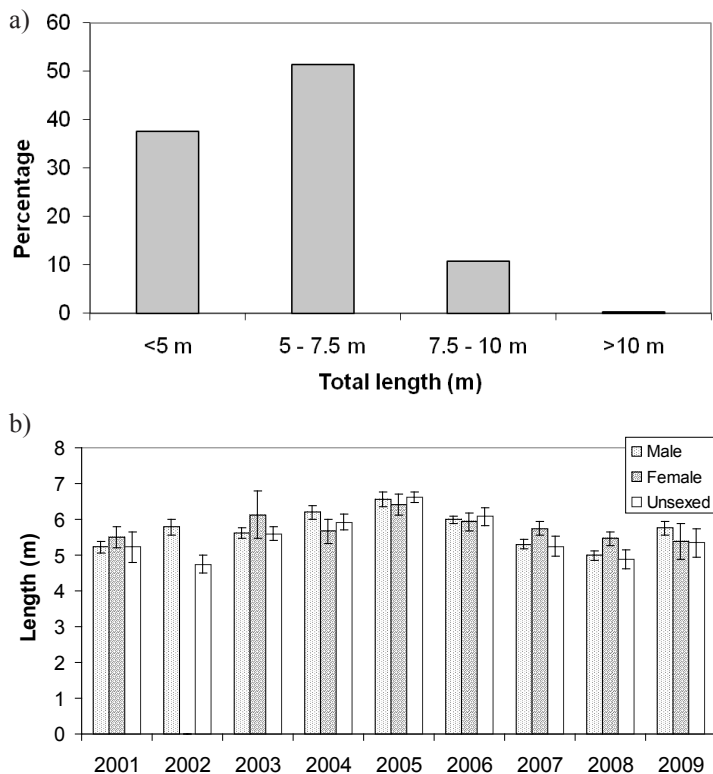 a)
60
50
40
30
20
10
0
Percentage
<5 m 5 - 7.5 m 7.5 - 10 m >10 m
Total length (m)
b)
8
7
6
5
4
3
2
1
0
Length (m)
Male
Female
Unsexed
2001 2002 2003 2004 2005 2006 2007 2008 2009